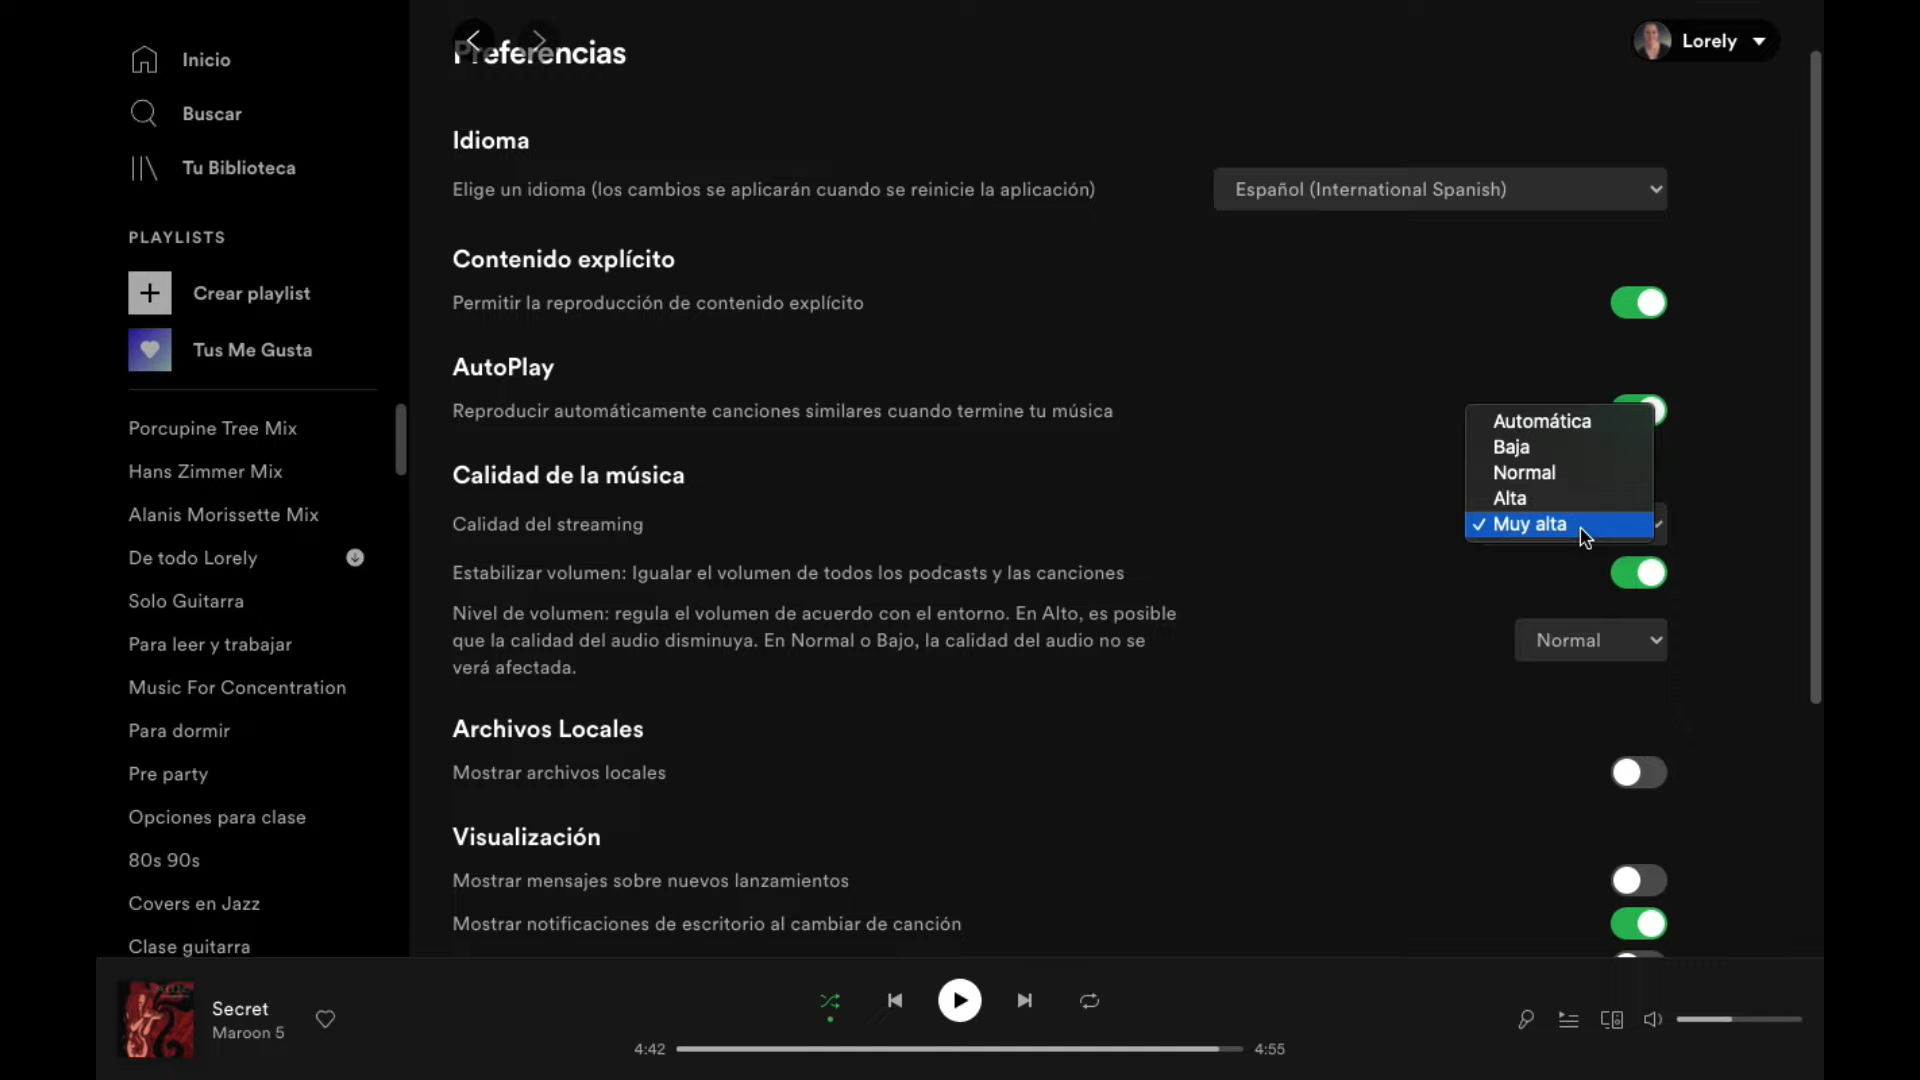 Inicio
Buscar
Tu Biblioteca
PLAYLISTS
Crear playlist
Tus Me Gusta
Porcupine Tree Mix
Hans Zimmer Mix
Alanis Morissette Mix
De todo Lorely
Solo Guitarra
Para leer y trabajar
Music For Concentration
Para dormir
Pre party
Opciones para clase
80s 90s
Covers en Jazz
Clase guitarra
Preferencias
Lorely
Idioma
Elige un idioma (los cambios se aplicarán cuando se reinicie la aplicación)
Español (International Spanish)
Contenido explícito
Permitir la reproducción de contenido explícito
AutoPlay
Reproducir automáticamente canciones similares cuando termine tu música
Calidad de la música
Calidad del streaming
Automática
Baja
Normal
Alta
Muy alta
Estabilizar volumen: Igualar el volumen de todos los podcasts y las canciones
Nivel de volumen: regula el volumen de acuerdo con el entorno. En Alto, es posible
que la calidad del audio disminuya. En Normal o Bajo, la calidad del audio no se
verá afectada.
Normal
Archivos Locales
Mostrar archivos locales
Visualización
Mostrar mensajes sobre nuevos lanzamientos
Mostrar notificaciones de escritorio al cambiar de canción
Secret
Maroon 5
4:42
4:55